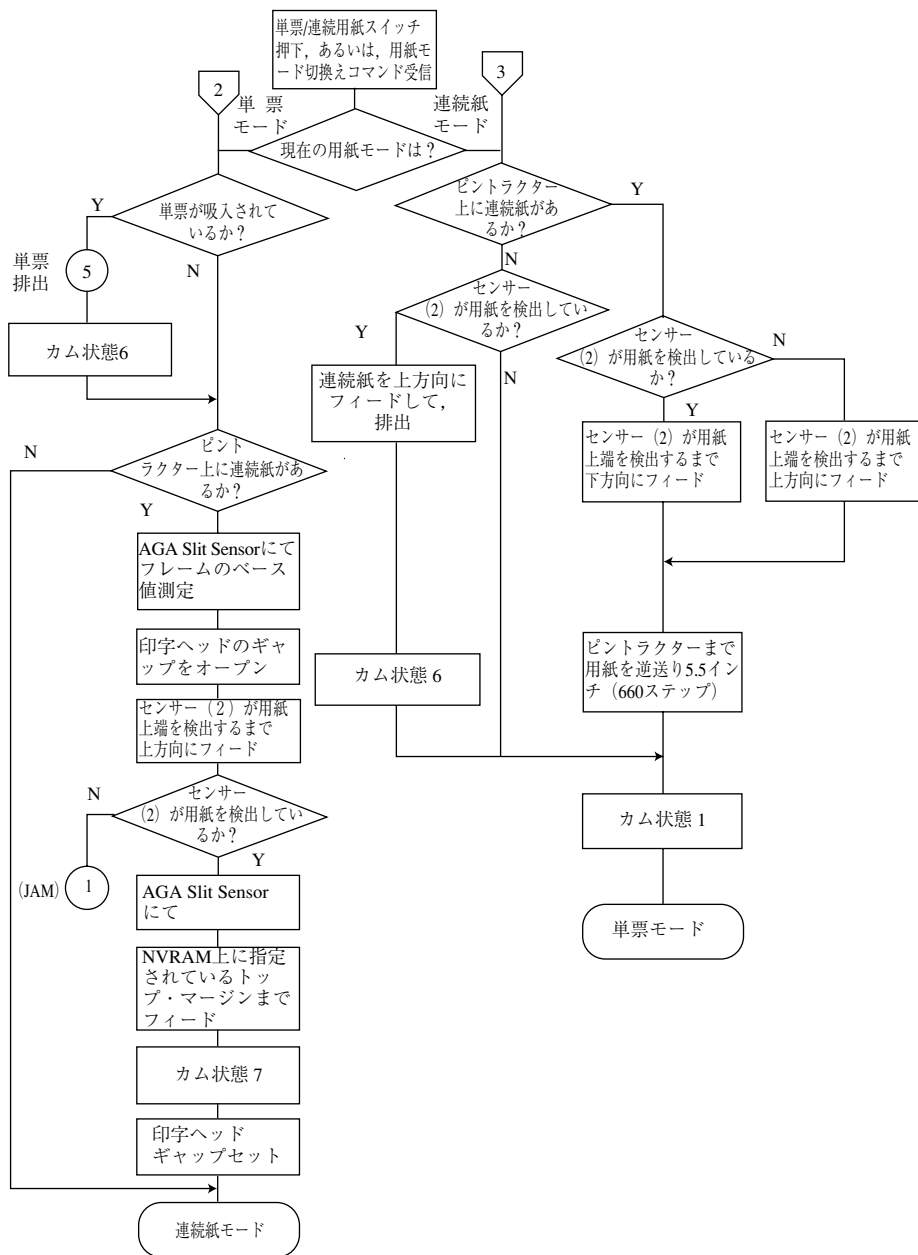 単票/連続用紙スイッチ
押下，あるいは，用紙モ
ード切換えコマンド受信
2
3
単 票
モード
連続紙
モード
現在の用紙モードは？
単票が吸入されて
いるか？
Y
N
単票
排出
5
カム状態6
ピント
ラクター上に連続紙があ
るか？
N
Y
AGA Slit Sensorにて
フレームのベース
値測定
印字ヘッドのギャ
ップをオープン
センサー（２）が用紙
上端を検出するまで
上方向にフィード
センサー
（2）が用紙を検出してい
るか？
N
Y
(JAM)
1
AGA Slit Sensor
にて
NVRAM上に指定
されているトッ
プ・マージンまで
フィード
カム状態 7
印字ヘッド
ギャップセット
連続紙モード
ピントラクター
上に連続紙があ
るか？
Y
N
センサー
（2）が用紙を検出してい
るか？
Y
N
連続紙を上方向に
フィードして，
排出
カム状態 6
センサー
（2）が用紙を検出している
か？
N
Y
センサー（2）が用紙
上端を検出するまで
下方向にフィード
センサー（2）が用紙
上端を検出するまで
上方向にフィード
ピントラクターまで
用紙を逆送り5.5イン
チ（660ステップ）
カム状態 1
単票モード